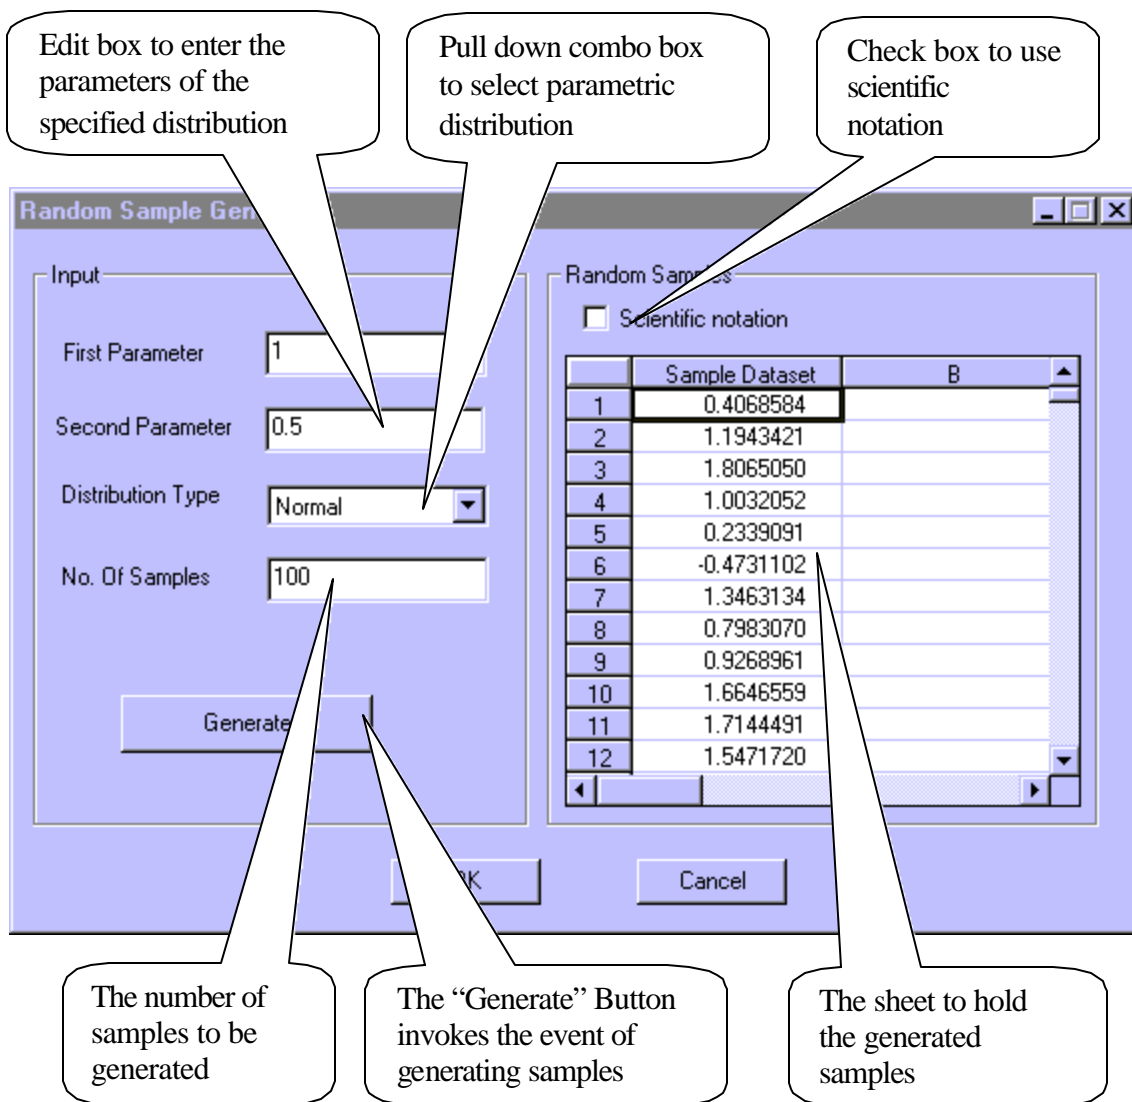 Edit box to enter the
parameters of the
specified distribution
Pull down combo box
to select parametric
distribution
Check box to use
scientific
notation
Random Sample Gen
Input
First Parameter
1
Second Parameter
0.5
Distribution Type
Normal
No. Of Samples
100
Generate
Random Samples
Scientific notation
Sample Dataset B
1 0.4068584
2 1.1943421
3 1.8065050
4 1.0032052
5 0.2339091
6 -0.4731102
7 1.3463134
8 0.7983070
9 0.9268961
10 1.6646559
11 1.7144491
12 1.5471720
OK
Cancel
The number of
samples to be
generated
The “Generate” Button
invokes the event of
generating samples
The sheet to hold
the generated
samples